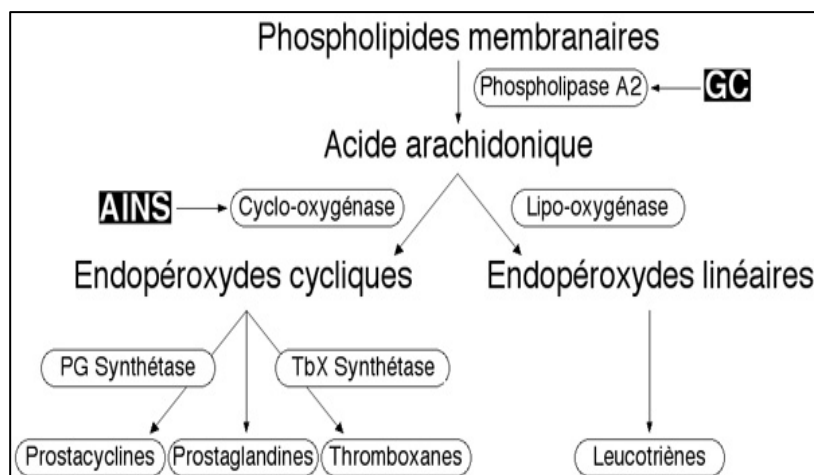 Phospholipides membranaires
Phospholipase A2
GC
Acide arachidonique
AINS
Cyclo-oxygénase
Lipo-oxygénase
Endopéroxydes cycliques
Endopéroxydes linéaires
PG Synthétase
TbX Synthétase
Prostacyclines
Prostaglandines
Thromboxanes
Leucotriènes